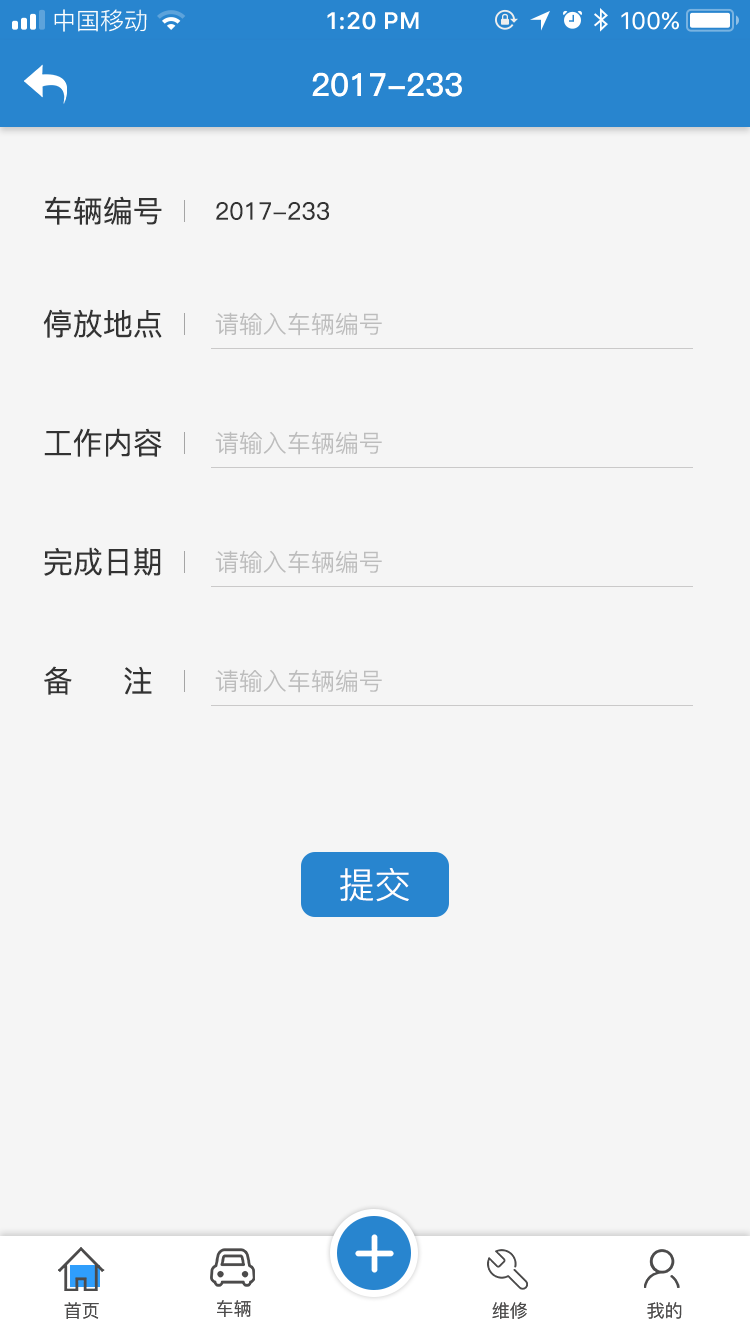 中国移动 1:20 PM 100%
2017-233
车辆编号 2017-233
停放地点 请输入车辆编号
工作内容 请输入车辆编号
完成日期 请输入车辆编号
备 注 请输入车辆编号
提交
首页 车辆 维修 我的